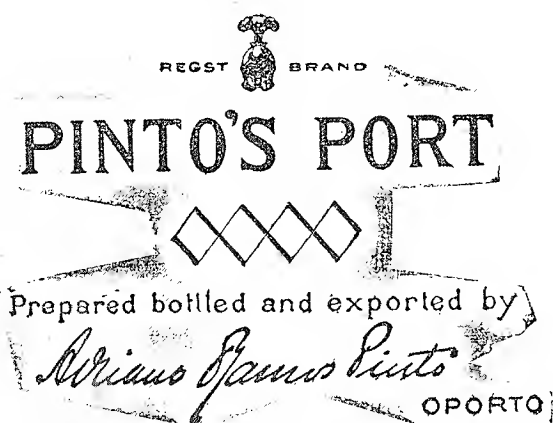 REGST BRAND
PINTO'S PORT
Prepared bottled and exported by
Adriano Ramos Pinto
OPORTO